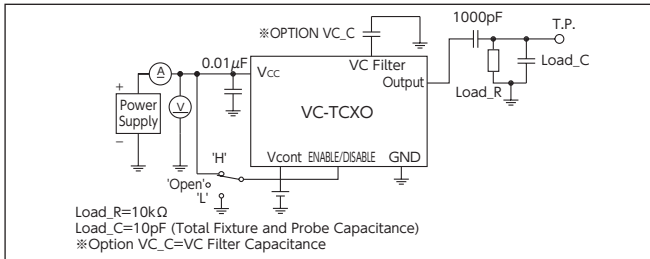 ※OPTION VC_C
1000pF
T.P.
0.01μF
Vcc
VC Filter
Output
Load_R
Load_C
+
A
V
Power
Supply
−
VC-TCXO
'H'
'Open'
'L'
Vcont
ENABLE/DISABLE
GND
Load_R=10kΩ
Load_C=10pF (Total Fixture and Probe Capacitance)
※Option VC_C=VC Filter Capacitance